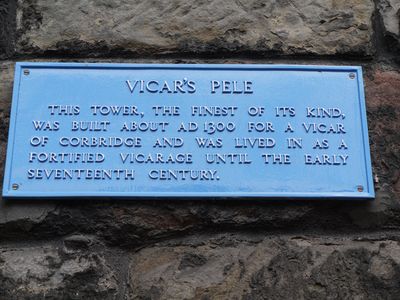 VICAR'S PELE
THIS TOWER, THE FINEST OF ITS KIND,
WAS BUILT ABOUT AD 1300 FOR A VICAR
OF CORBRIDGE AND WAS LIVED IN AS A
FORTIFIED VICARAGE UNTIL THE EARLY
SEVENTEENTH CENTURY.